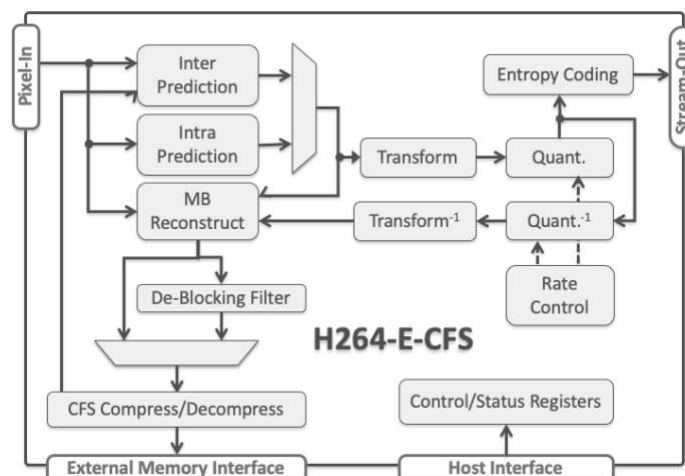 Pixel-In
Inter
Prediction
Entropy Coding
Stream-Out
Intra
Prediction
Transform
Quant.
MB
Reconstruct
Transform-1
Quant.-1
De-Blocking Filter
Rate
Control
H264-E-CFS
CFS Compress/Decompress
Control/Status Registers
External Memory Interface
Host Interface